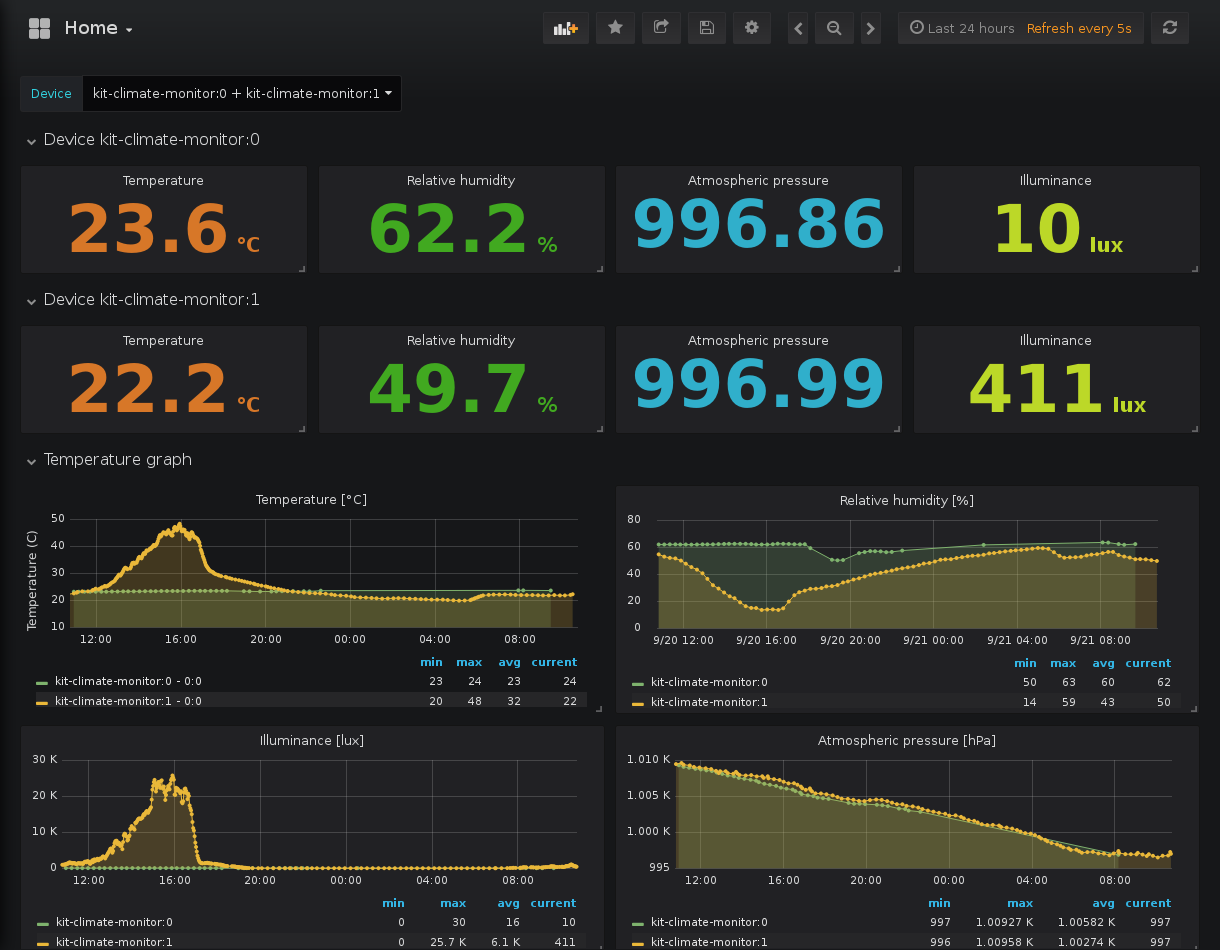 Home
Last 24 hours Refresh every 5s
Device kit-climate-monitor:0 + kit-climate-monitor:1
Device kit-climate-monitor:0
Temperature Relative humidity Atmospheric pressure Illuminance
23.6 °C 62.2 % 996.86 10 lux
Device kit-climate-monitor:1
Temperature Relative humidity Atmospheric pressure Illuminance
22.2 °C 49.7 % 996.99 411 lux
Temperature graph
Temperature [°C]
Temperature (C)
50
40
30
20
10
12:00 16:00 20:00 00:00 04:00 08:00
min max avg current
kit-climate-monitor:0 - 0:0 23 24 23 24
kit-climate-monitor:1 - 0:0 20 48 32 22
Relative humidity [%]
80
60
40
20
0
9/20 12:00 9/20 16:00 9/20 20:00 9/21 00:00 9/21 04:00 9/21 08:00
min max avg current
kit-climate-monitor:0 50 63 60 62
kit-climate-monitor:1 14 59 43 50
Illuminance [lux]
30 K
20 K
10 K
0
12:00 16:00 20:00 00:00 04:00 08:00
min max avg current
kit-climate-monitor:0 0 30 16 10
kit-climate-monitor:1 0 25.7 K 6.1 K 411
Atmospheric pressure [hPa]
1.010 K
1.005 K
1.000 K
995
12:00 16:00 20:00 00:00 04:00 08:00
min max avg current
kit-climate-monitor:0 997 1.00927 K 1.00582 K 997
kit-climate-monitor:1 996 1.00958 K 1.00274 K 997